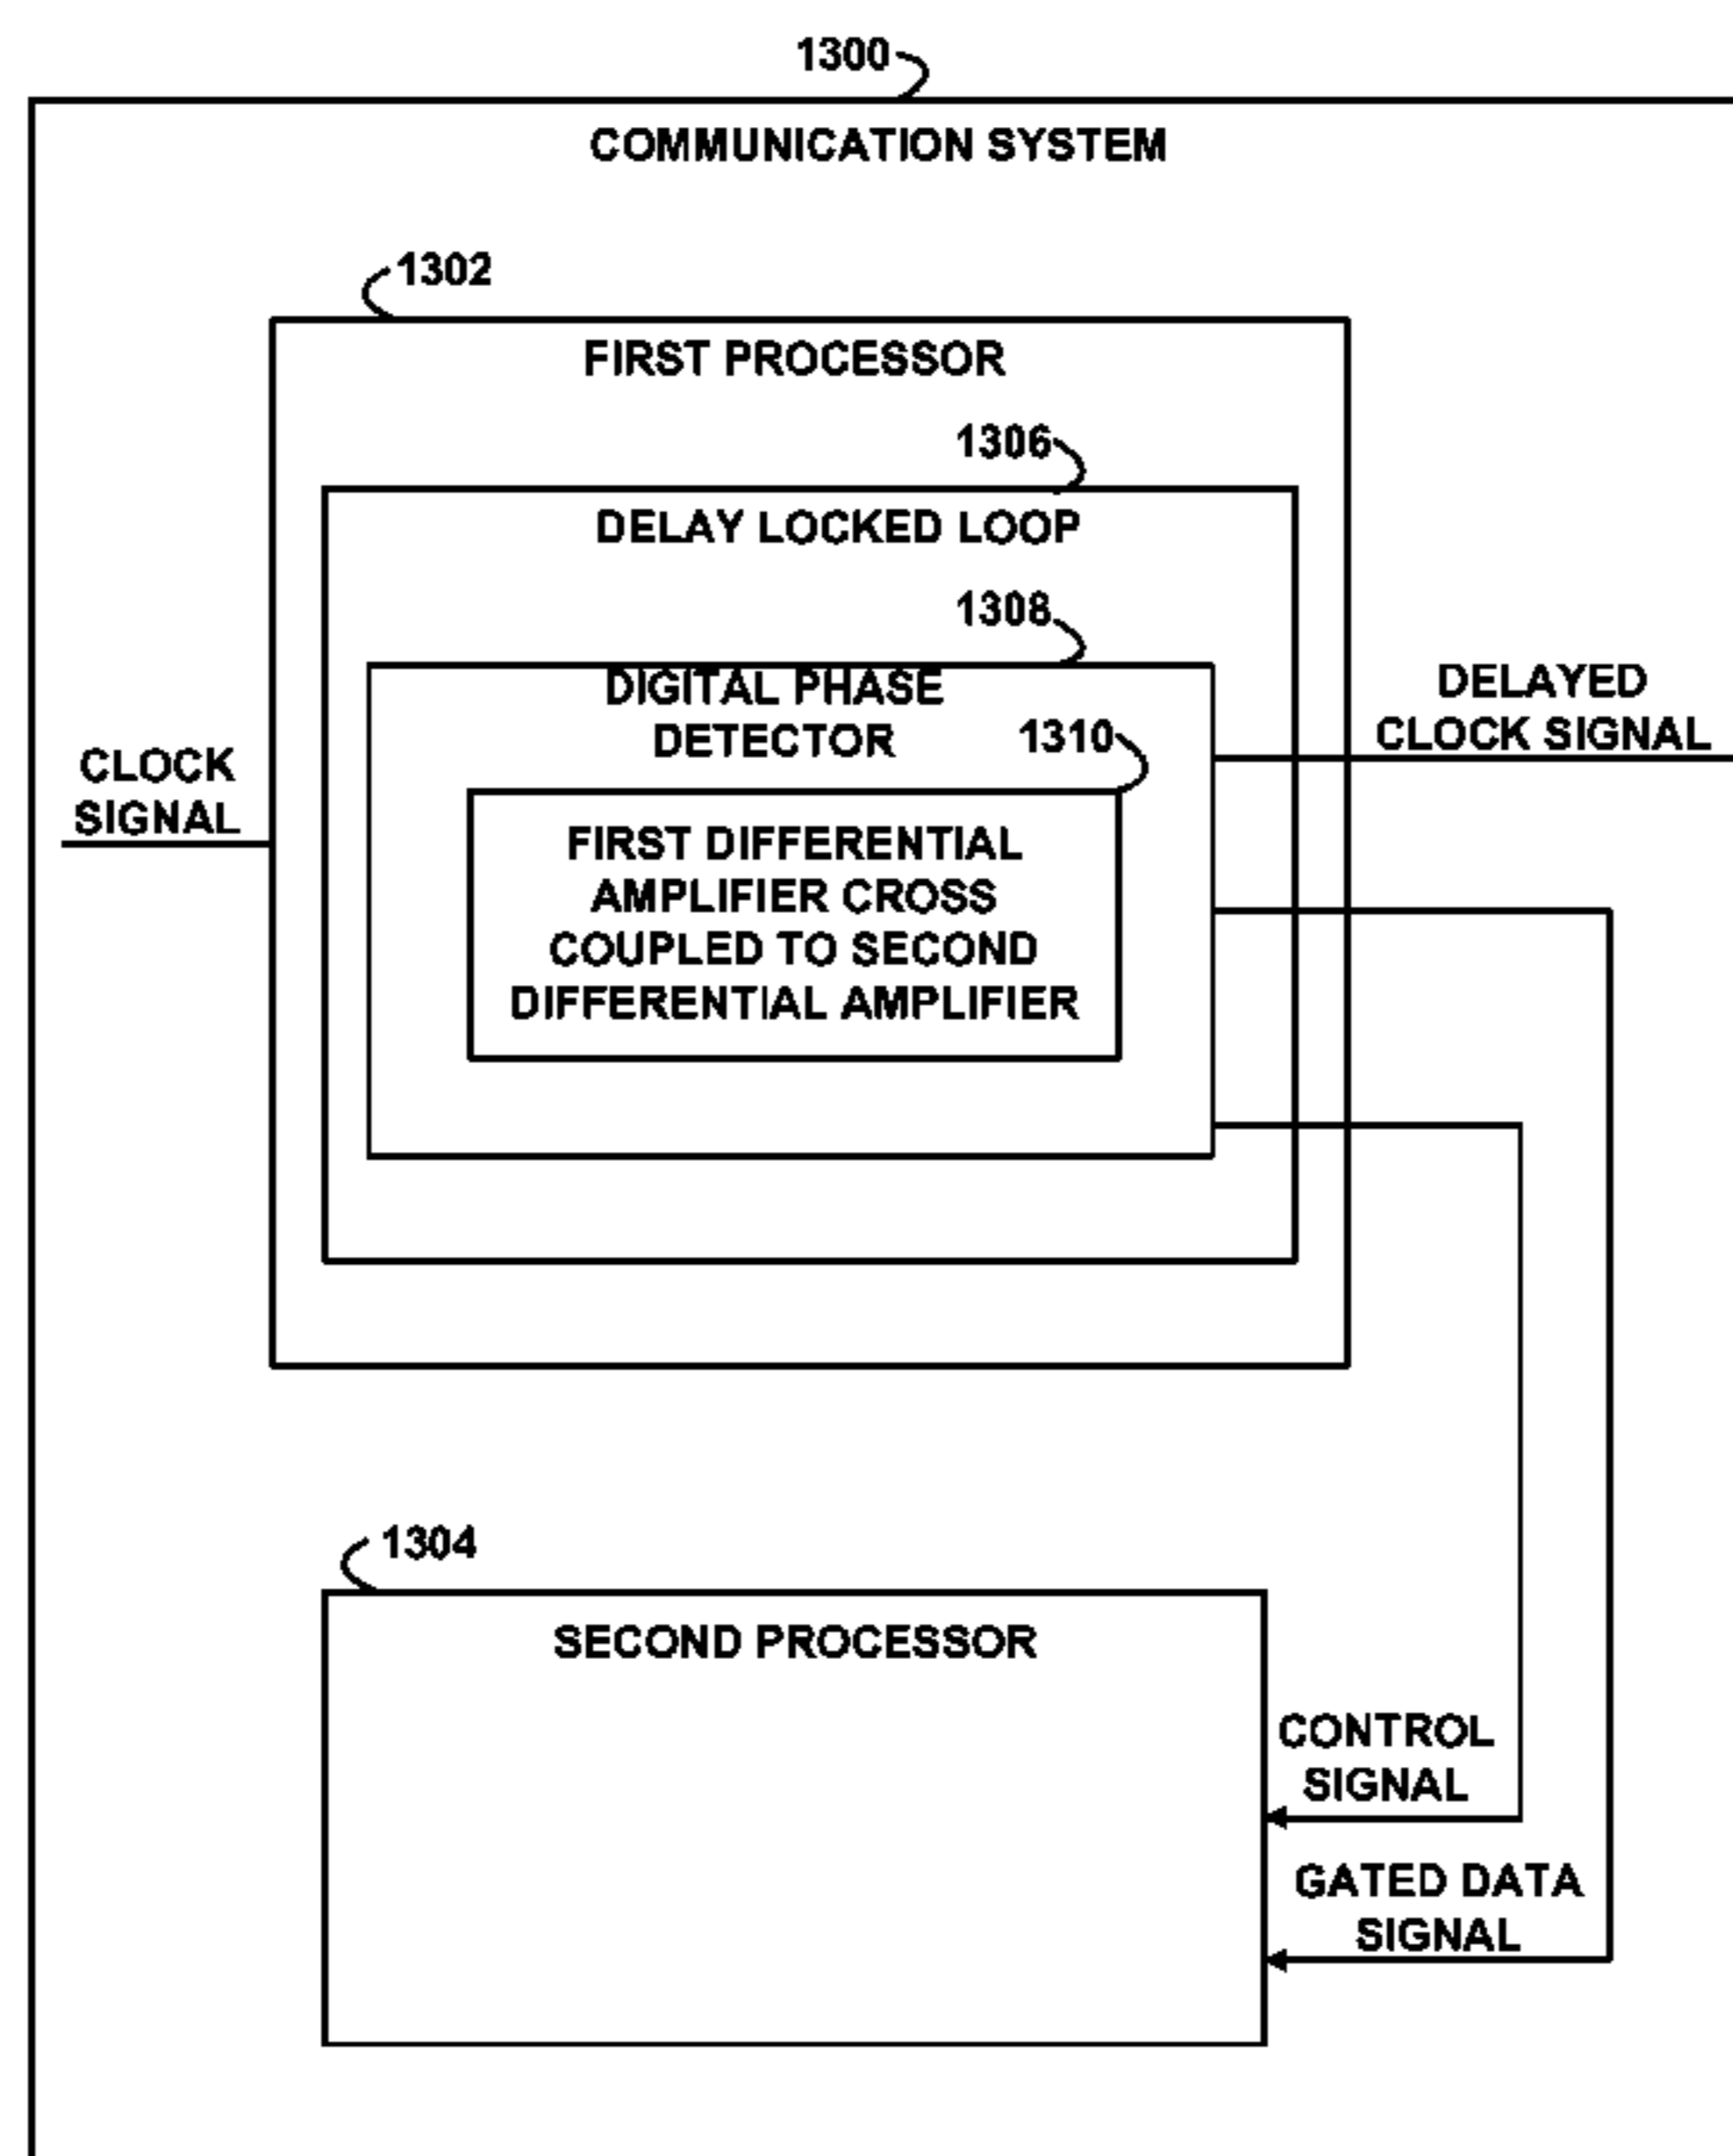 1300
COMMUNICATION SYSTEM
1302
FIRST PROCESSOR
1306
DELAY LOCKED LOOP
1308
DIGITAL PHASE
DETECTOR
1310
DELAYED
CLOCK SIGNAL
CLOCK
SIGNAL
FIRST DIFFERENTIAL
AMPLIFIER CROSS
COUPLED TO SECOND
DIFFERENTIAL AMPLIFIER
1304
SECOND PROCESSOR
CONTROL
SIGNAL
GATED DATA
SIGNAL